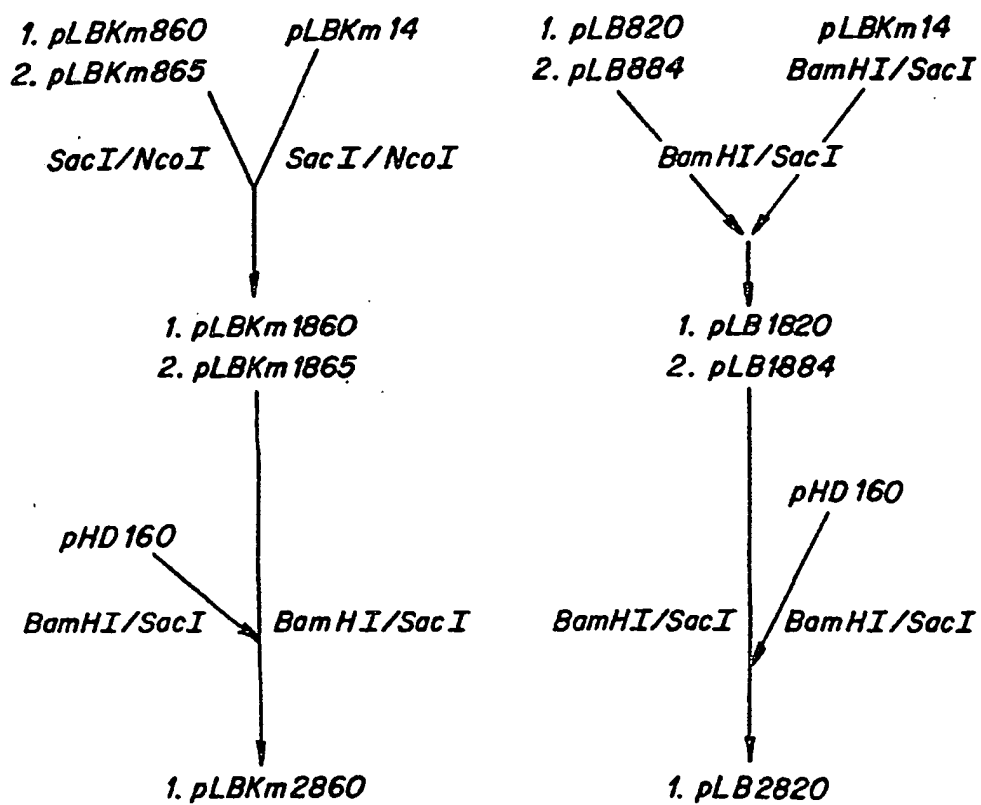 1. pLBKm860
2. pLBKm865
pLBKm14
SacI/NcoI
SacI/NcoI
1. pLBKm1860
2. pLBKm1865
pHD160
BamHI/SacI
BamHI/SacI
1. pLBKm2860
1. pLB820
2. pLB884
pLBKm14
BamHI/SacI
BamHI/SacI
1. pLB1820
2. pLB1884
pHD160
BamHI/SacI
BamHI/SacI
1. pLB2820